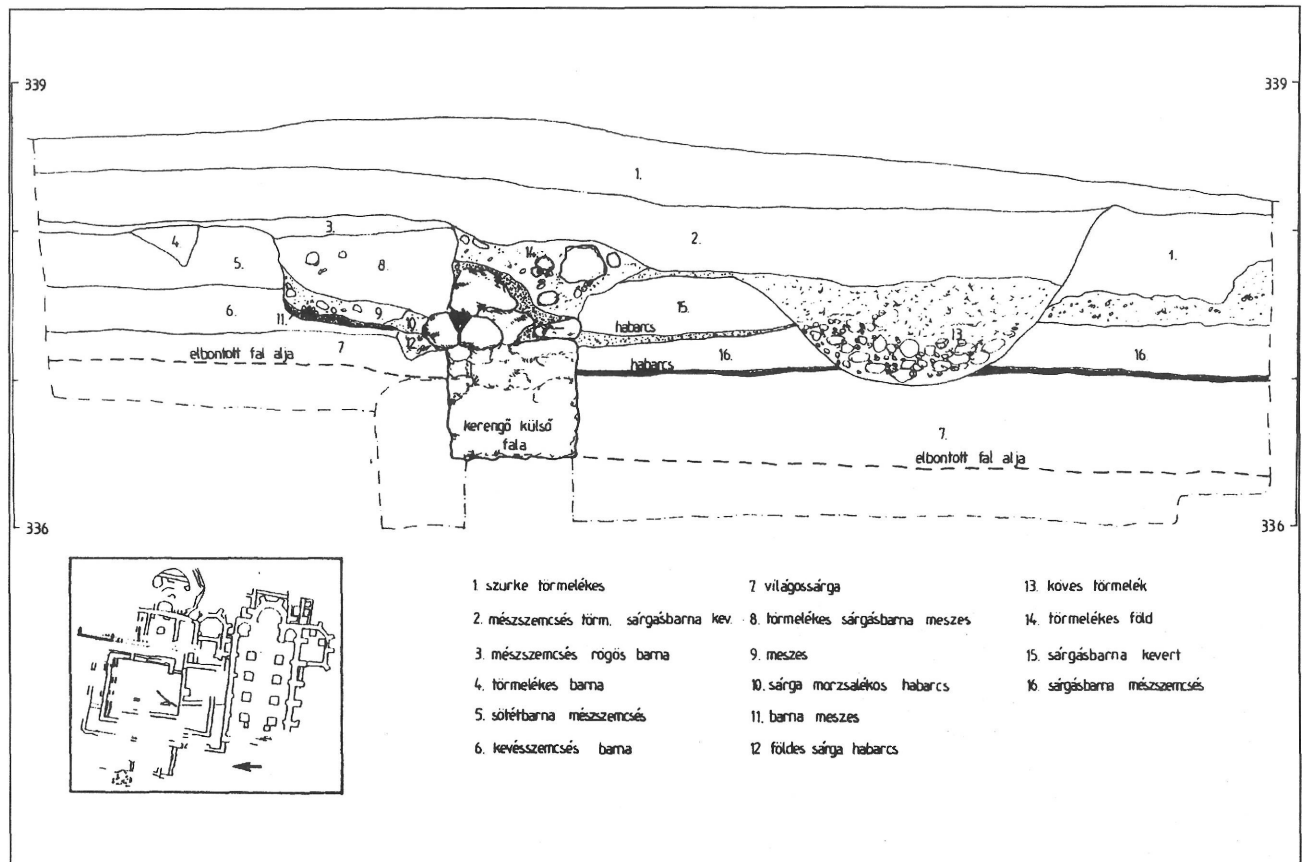 339
339
1.
2.
3.
4.
5.
8.
14.
1.
6.
11.
9.
10.
12.
15.
habarcs
13.
7
elbontott fal alja
habarcs
16.
16.
kerengő külső
fala
7.
elbontott fal alja
336
336
1 szürke törmelékes
2. mészszemcsés törm. sárgásbarna kev.
3. mészszemcsés rögös barna
4. törmelékes barna
5. sötétbarna mészszemcsés
6. kevésszemcsés barna
7. világossárga
8. törmelékes sárgásbarna meszes
9. meszes
10. sárga morzsalékos habarcs
11. barna meszes
12 földes sárga habarcs
13. köves törmelék
14. törmelékes föld
15. sárgásbarna kevert
16. sárgásbarna mészszemcsés